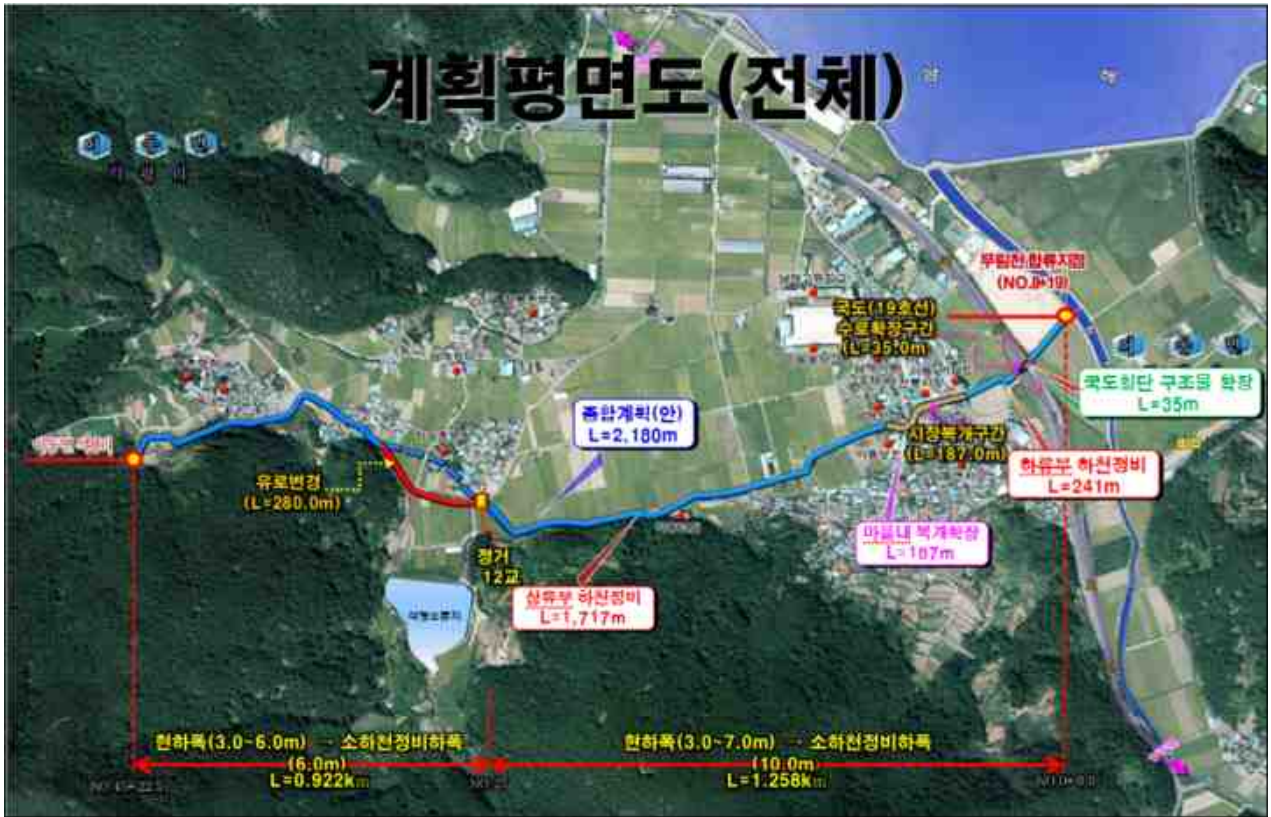 계획평면도(전체)
무림천 합류지점
국도(19호선)
수로확장구간
(L=35.0m)
국도횡단 구조물 확장
L=35m
종합계획(안)
L=2,180m
시장복개구간
(L=187.0m)
하류부 하천정비
L=241m
유로변경
(L=280.0m)
마을내 복개확장
L=187m
정거
12교
상류부 하천정비
L=1,717m
현하폭(3.0~6.0m) → 소하천정비하폭
(6.0m)
L=0.922km
현하폭(3.0~7.0m) → 소하천정비하폭
(10.0m)
L=1.258km